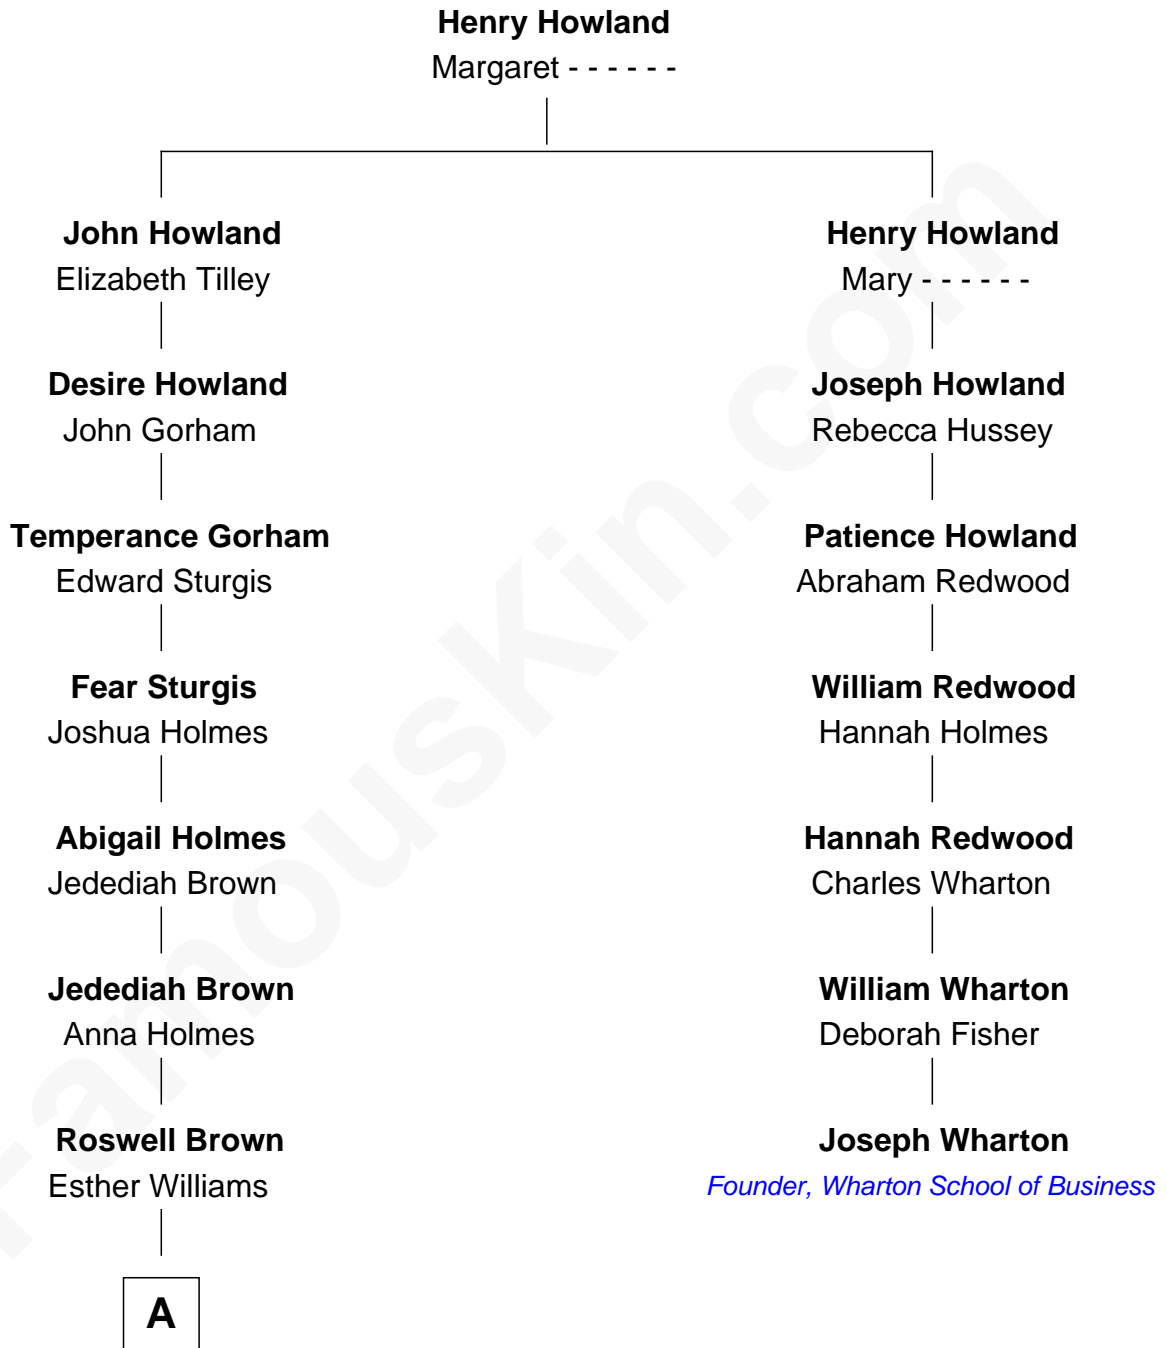 Henry Howland
Margaret - - - - - -
John Howland
Elizabeth Tilley
Henry Howland
Mary - - - - - -
Desire Howland
John Gorham
Joseph Howland
Rebecca Hussey
Temperance Gorham
Edward Sturgis
Patience Howland
Abraham Redwood
Fear Sturgis
Joshua Holmes
William Redwood
Hannah Holmes
Abigail Holmes
Jedediah Brown
Hannah Redwood
Charles Wharton
Jedediah Brown
Anna Holmes
William Wharton
Deborah Fisher
Roswell Brown
Esther Williams
Joseph Wharton
Founder, Wharton School of Business
A
FamousKin.com